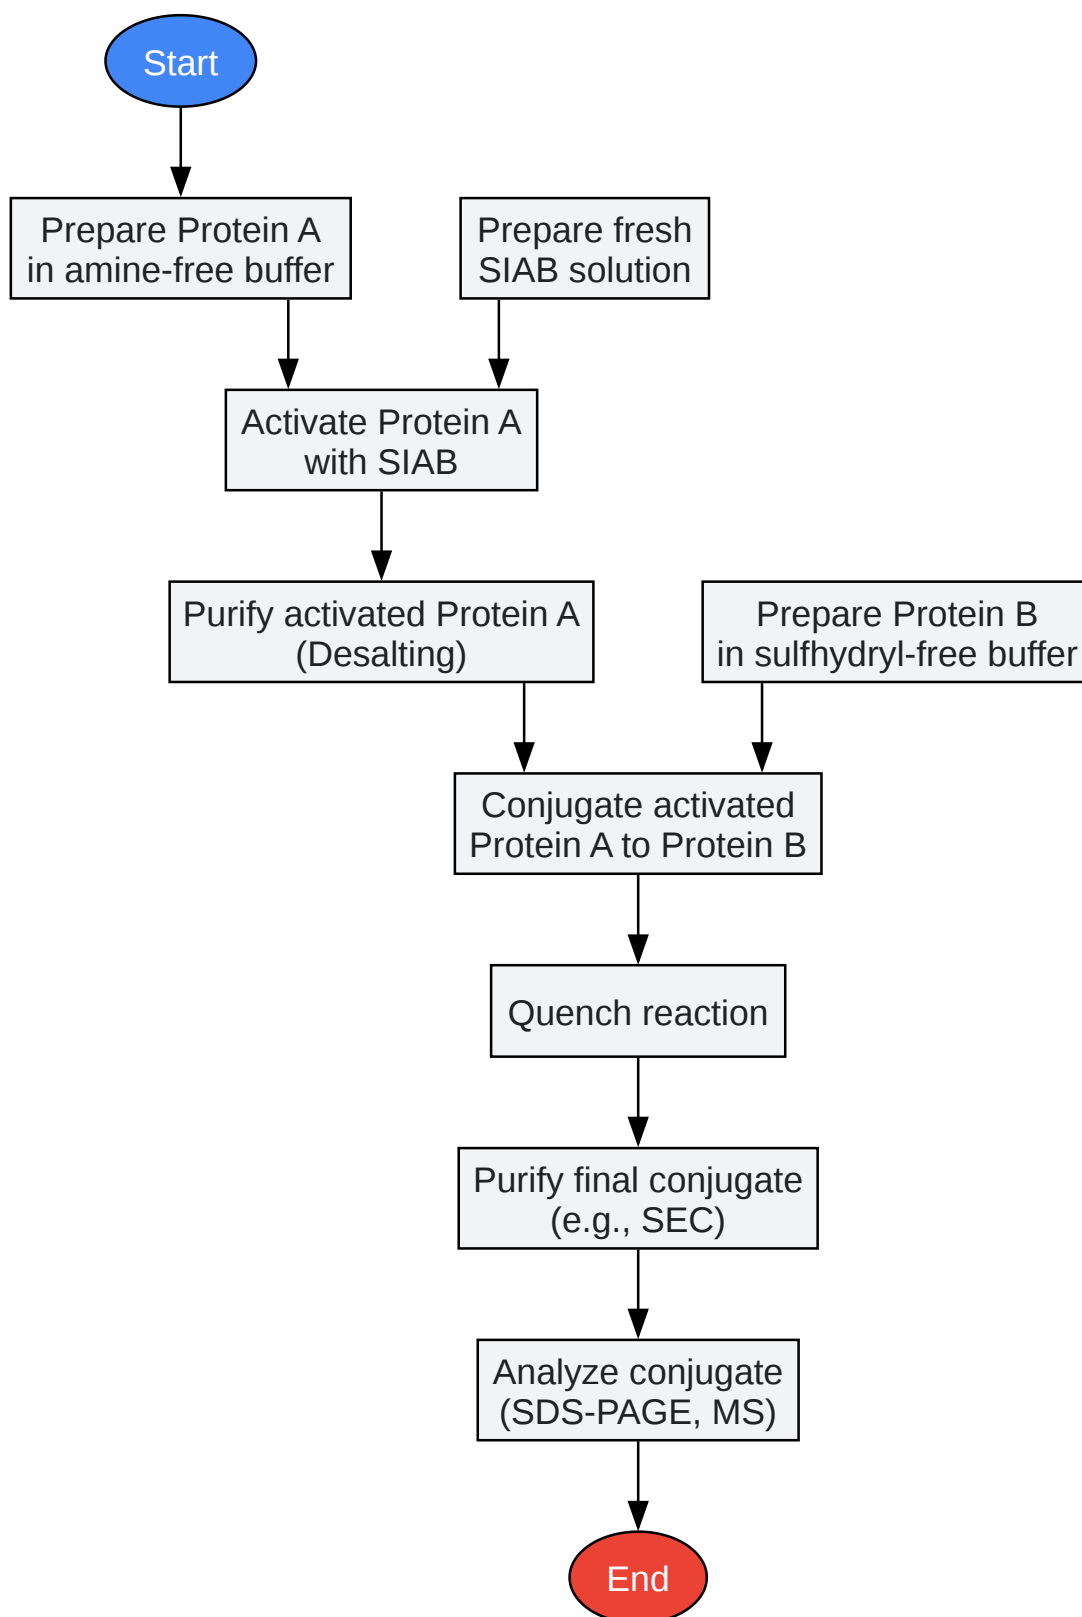 Start
Prepare Protein A
in amine-free buffer
Prepare fresh
SIAB solution
Activate Protein A
with SIAB
Purify activated Protein A
(Desalting)
Prepare Protein B
in sulfhydryl-free buffer
Conjugate activated
Protein A to Protein B
Quench reaction
Purify final conjugate
(e.g., SEC)
Analyze conjugate
(SDS-PAGE, MS)
End